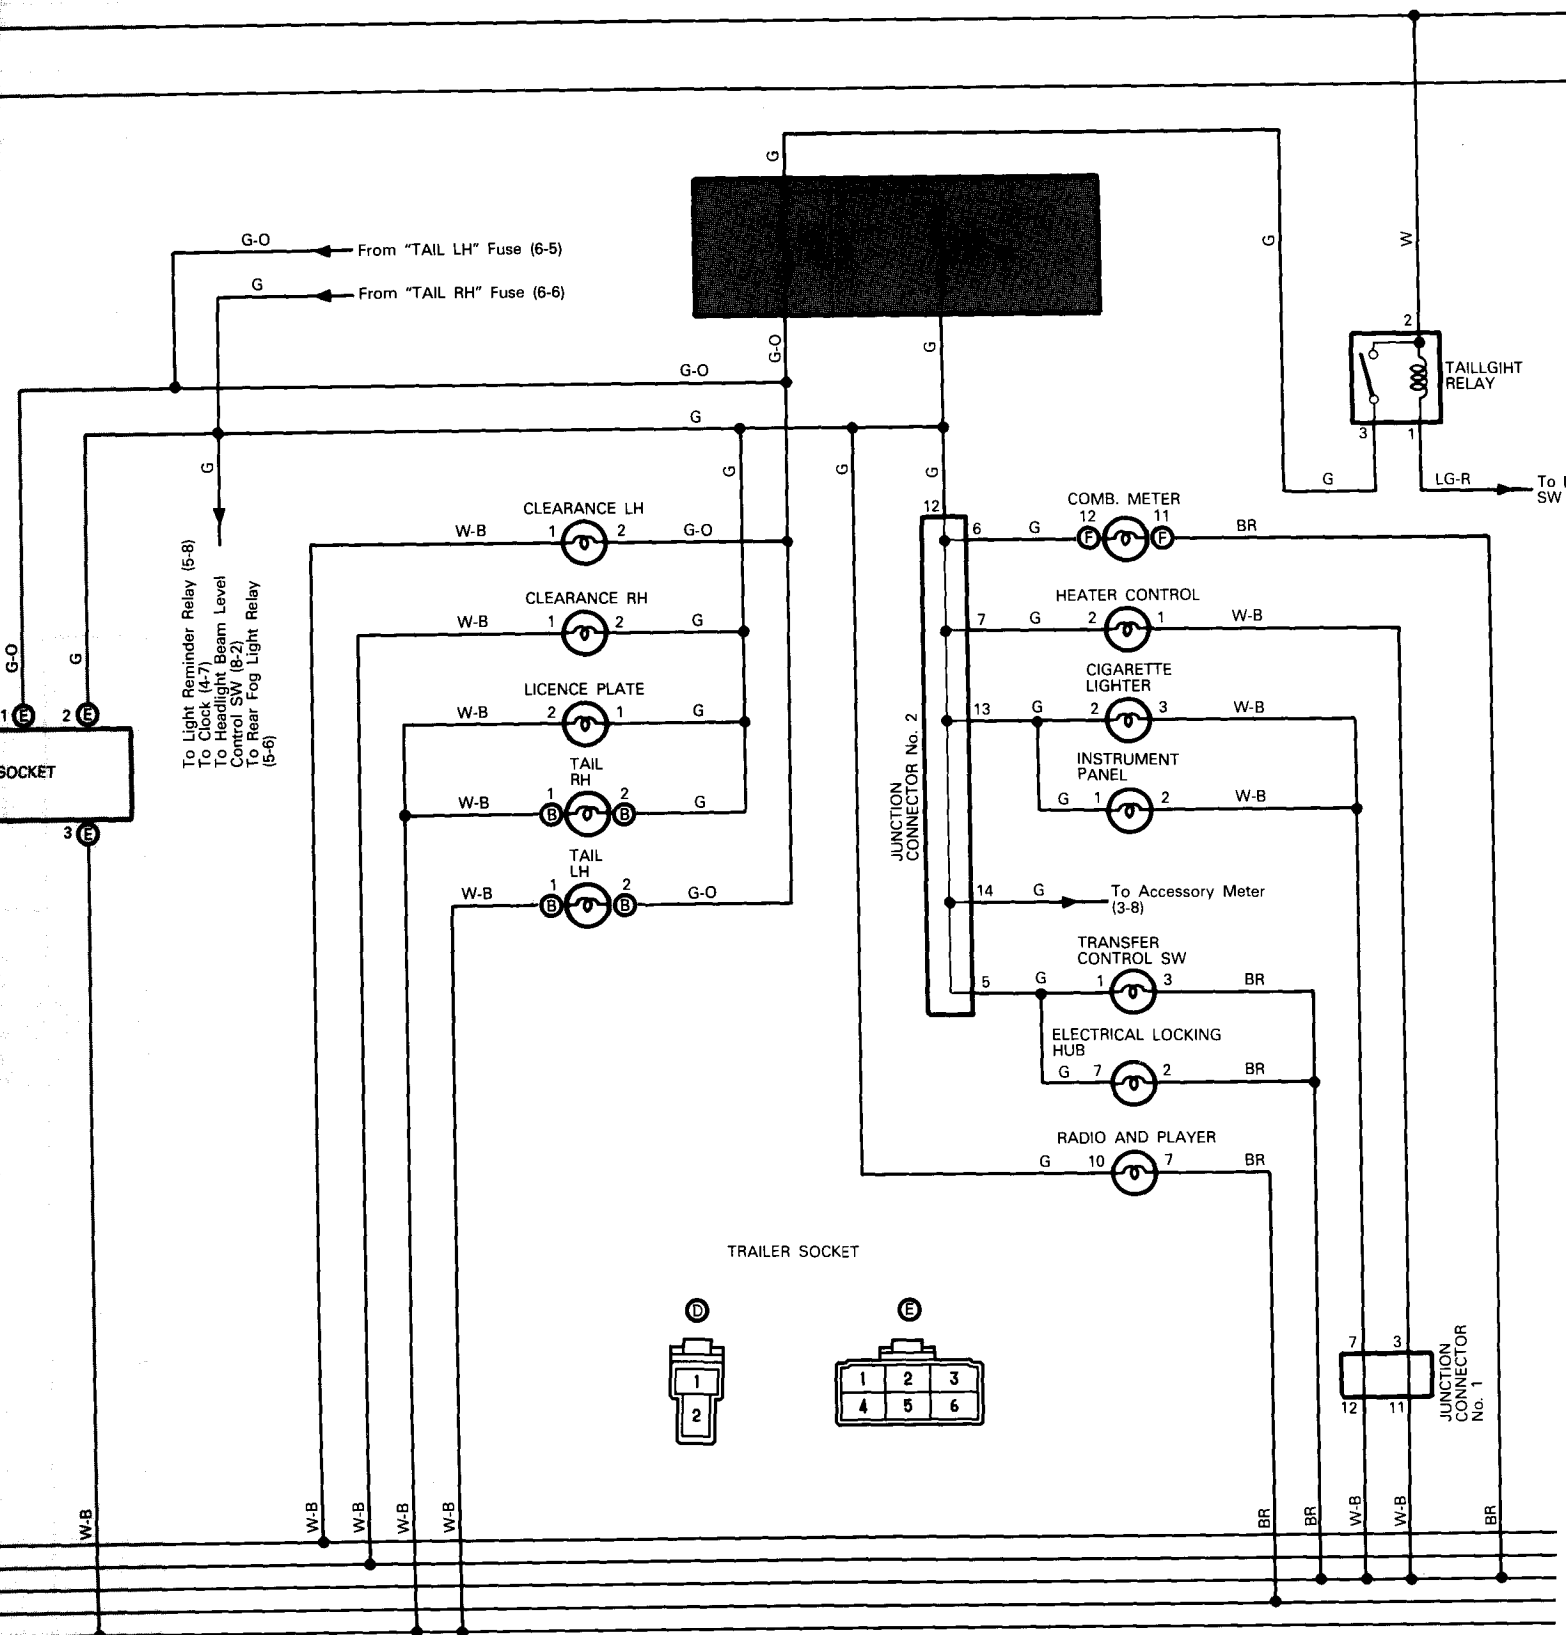 G
G-O
From "TAIL LH" Fuse (6-5)
G
From "TAIL RH" Fuse (6-6)
G
W
2
TAILLGIHT
RELAY
3
1
G
LG-R
To
SW
G-O
G
G-O
G
G
G
G
G
G-O
G
1 E
2 E
SOCKET
3 E
To Light Reminder Relay (5-8)
To Clock (4-7)
To Headlight Beam Level
Control SW (8-2)
To Rear Fog Light Relay
(5-6)
CLEARANCE LH
W-B 1 2 G-O
CLEARANCE RH
W-B 1 2 G
LICENCE PLATE
W-B 2 1 G
TAIL
RH
W-B 1 B 2 B G
TAIL
LH
W-B 1 B 2 B G-O
12
JUNCTION
CONNECTOR No. 2
COMB. METER
6 G 12 F 11 F BR
HEATER CONTROL
7 G 2 1 W-B
CIGARETTE
LIGHTER
13 G 2 3 W-B
INSTRUMENT
PANEL
G 1 2 W-B
14 G To Accessory Meter
(3-8)
TRANSFER
CONTROL SW
5 G 1 3 BR
ELECTRICAL LOCKING
HUB
G 7 2 BR
RADIO AND PLAYER
G 10 7 BR
TRAILER SOCKET
D
E
1
2
1 2 3
4 5 6
7 3
12 11
JUNCTION
CONNECTOR
No. 1
W-B
W-B
W-B
W-B
W-B
BR
BR
W-B
W-B
BR